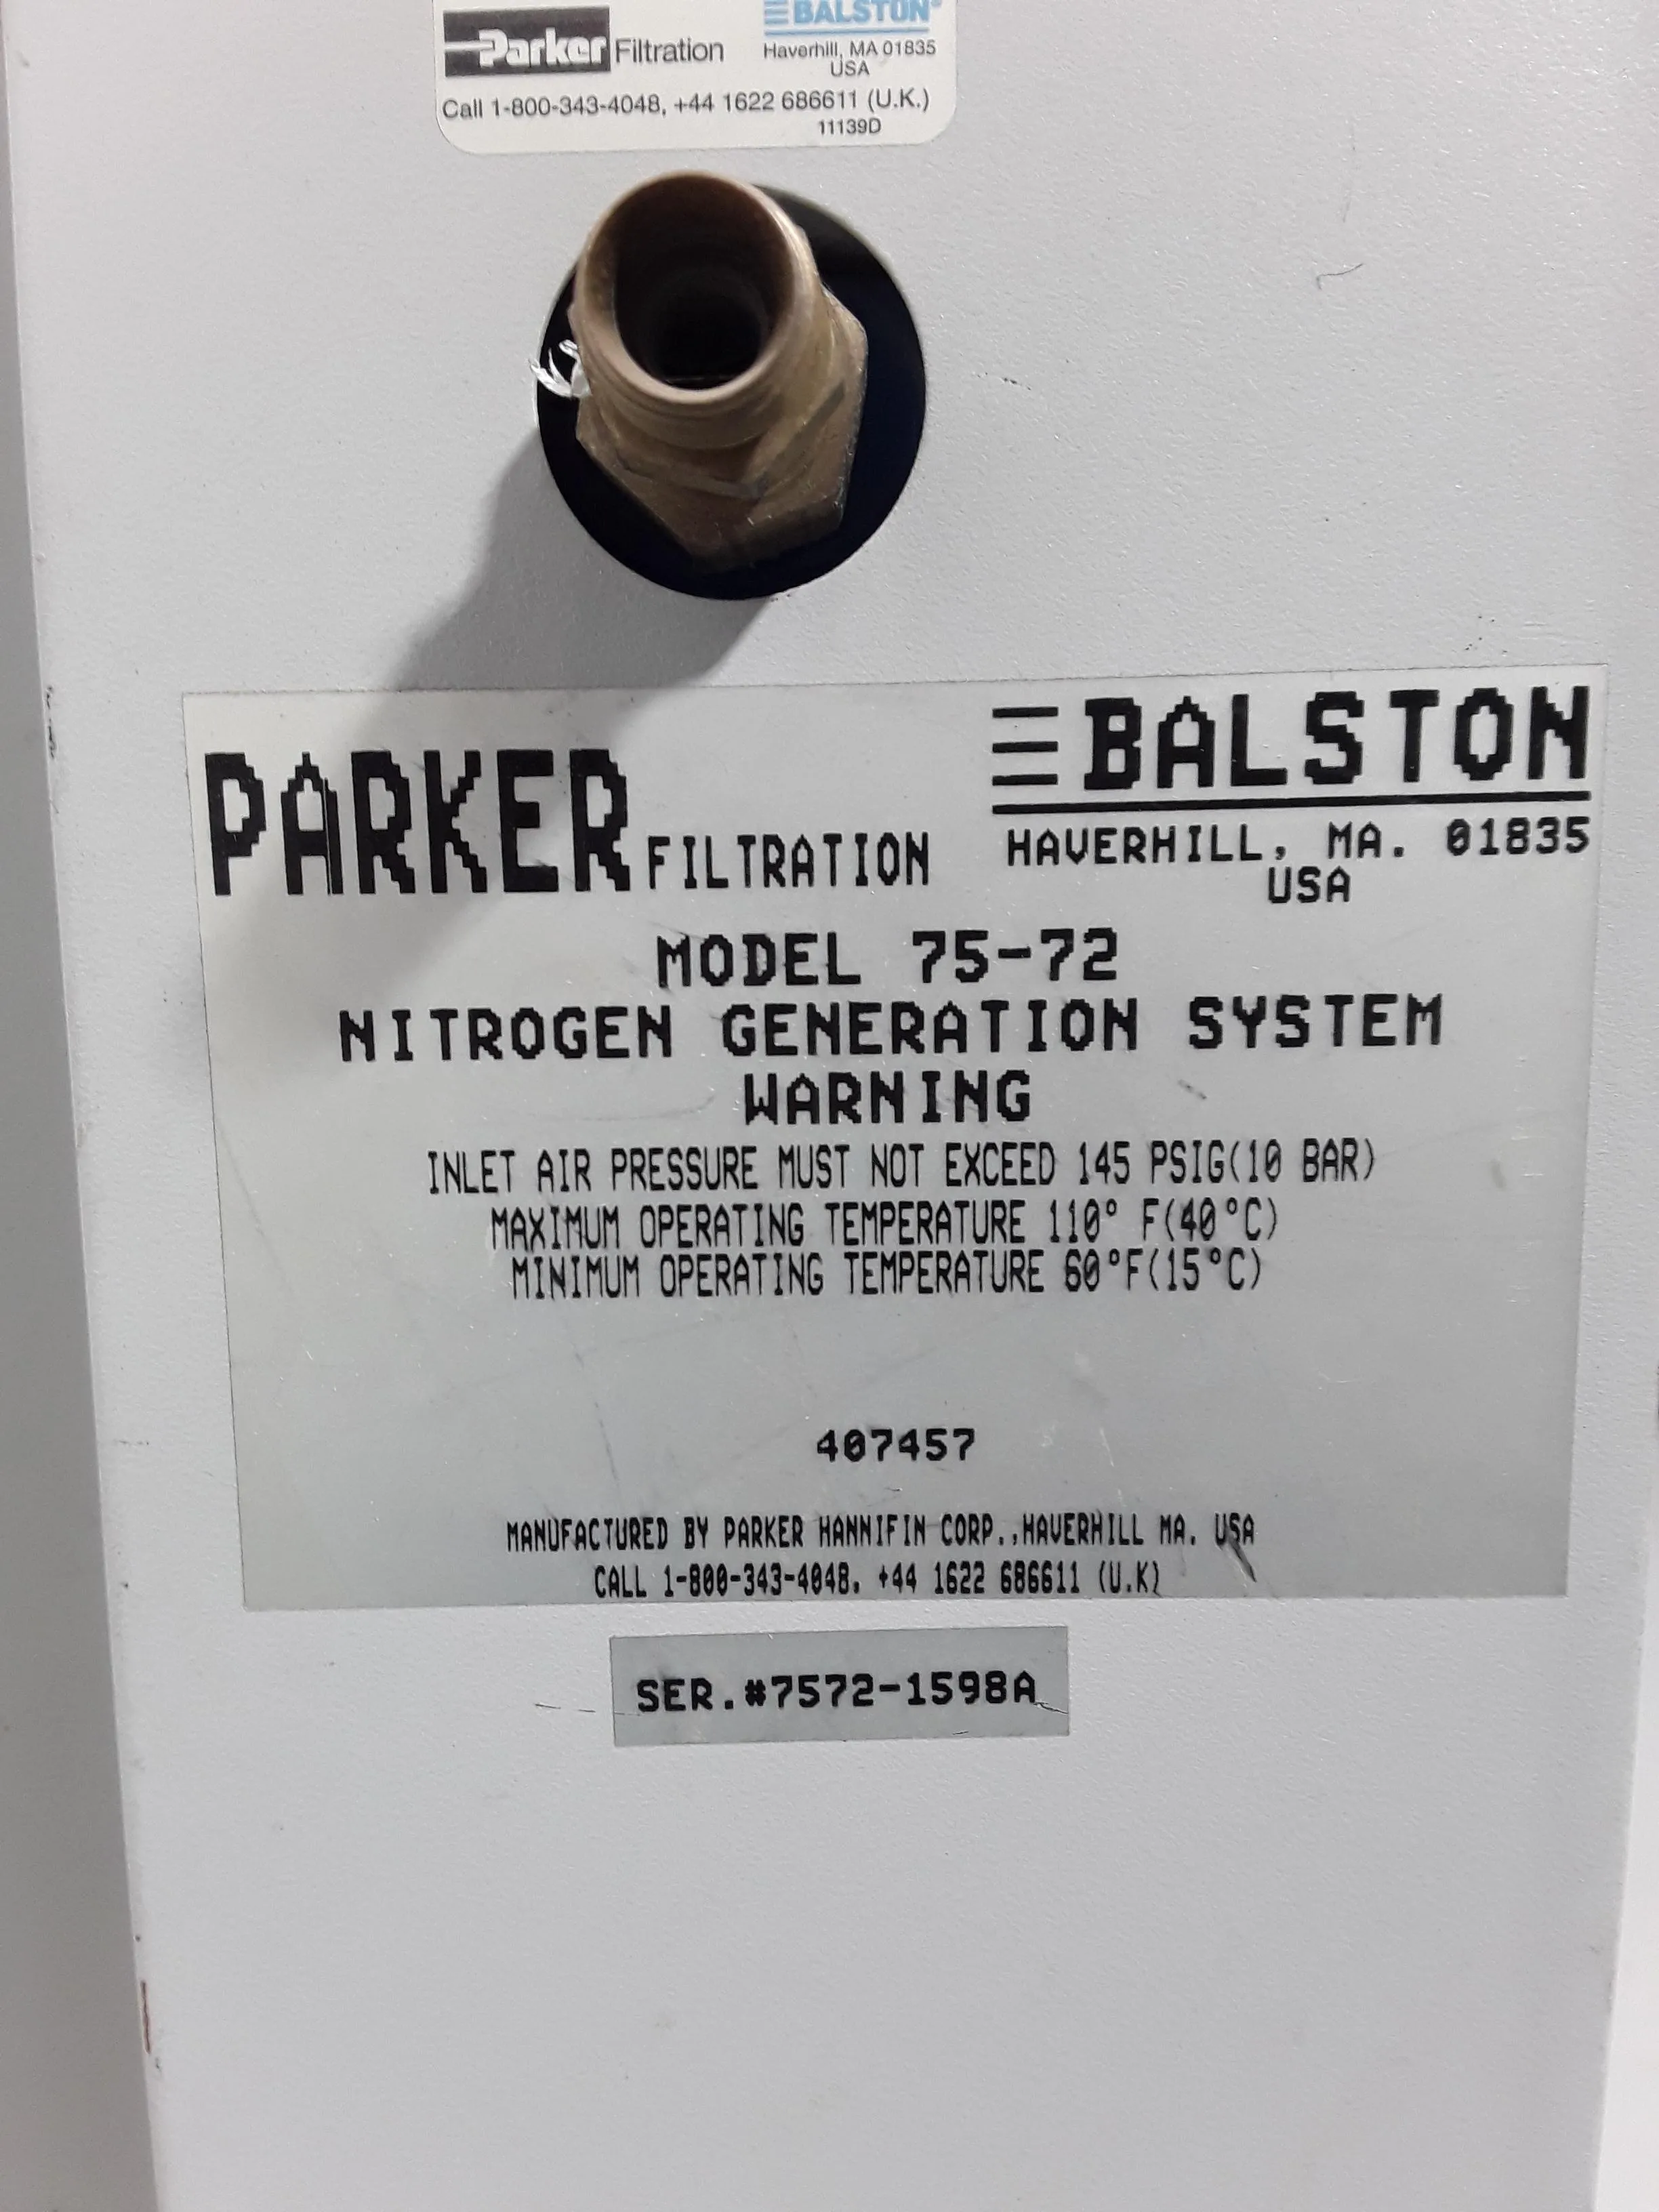 Parker Filtration
BALSTON®
Haverhill, MA 01835
USA
Call 1-800-343-4048, +44 1622 686611 (U.K.)
11139D
PARKER FILTRATION
BALSTON
HAVERHILL, MA. 01835
USA
MODEL 75-72
NITROGEN GENERATION SYSTEM
WARNING
INLET AIR PRESSURE MUST NOT EXCEED 145 PSIG(10 BAR)
MAXIMUM OPERATING TEMPERATURE 110° F(40°C)
MINIMUM OPERATING TEMPERATURE 60°F(15°C)
407457
MANUFACTURED BY PARKER HANNIFIN CORP.,HAVERHILL MA. USA
CALL 1-800-343-4048, +44 1622 686611 (U.K)
SER.#7572-1598A